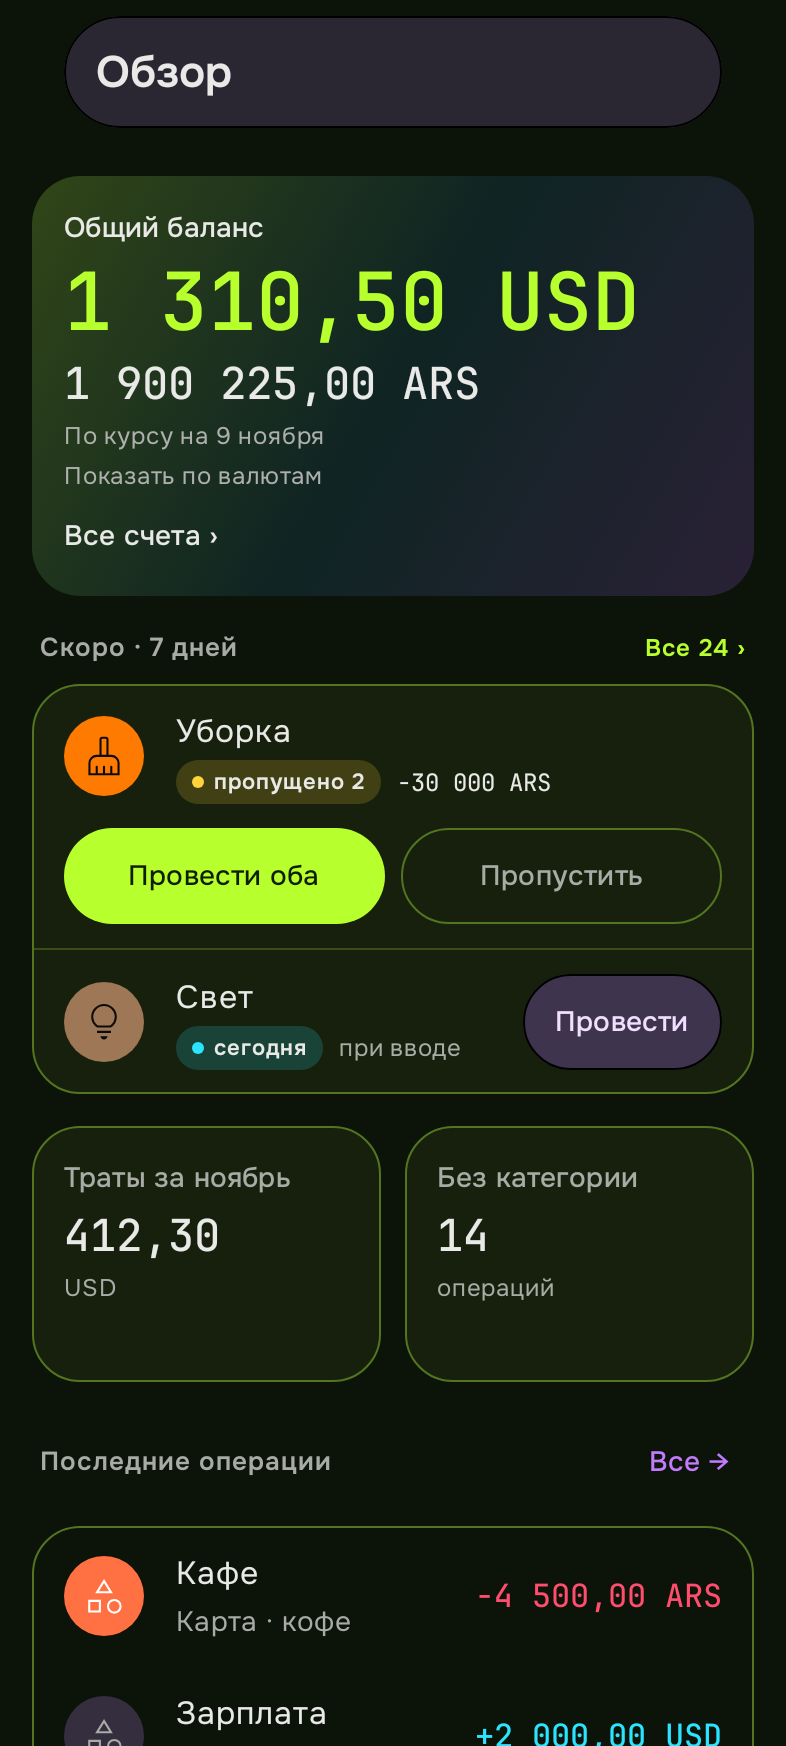 Обзор
Общий баланс
1 310,50 USD
1 900 225,00 ARS
По курсу на 9 ноября
Показать по валютам
Все счета ›
Скоро · 7 дней
Все 24 ›
Уборка
пропущено 2 -30 000 ARS
Провести оба
Пропустить
Свет
сегодня при вводе
Провести
Траты за ноябрь
412,30
USD
Без категории
14
операций
Последние операции
Все →
Кафе
Карта · кофе
-4 500,00 ARS
Зарплата
+2 000,00 USD